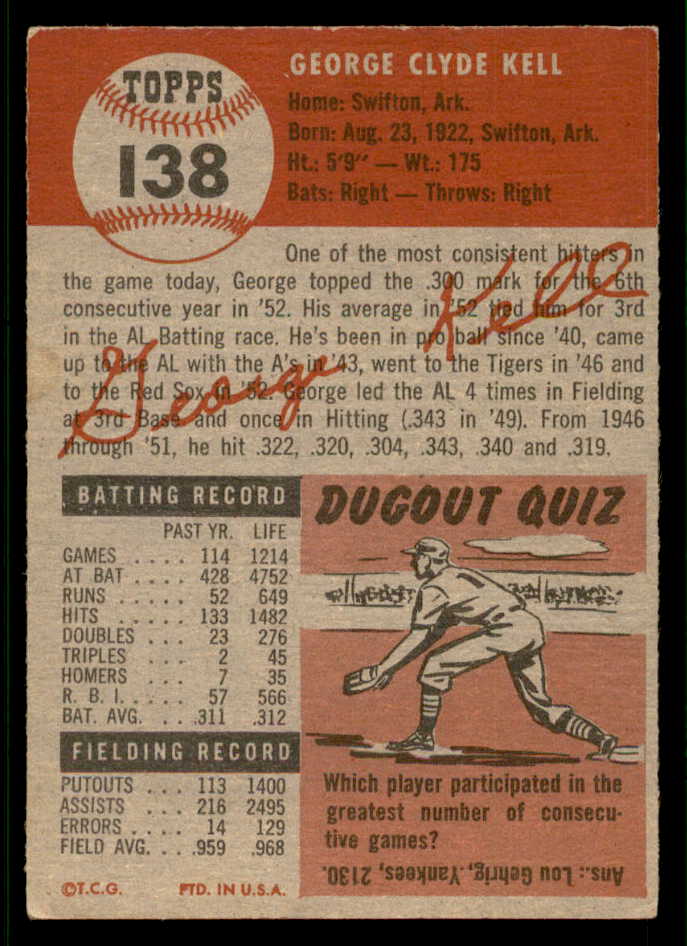 TOPPS
138
GEORGE CLYDE KELL
Home: Swifton, Ark.
Born: Aug. 23, 1922, Swifton, Ark.
Ht.: 5'9" — Wt.: 175
Bats: Right — Throws: Right
One of the most consistent hitters in
the game today, George topped the .300 mark for the 6th
consecutive year in '52. His average in '52 tied him for 3rd
in the AL Batting race. He's been in pro ball since '40, came
up to the AL with the A's in '43, went to the Tigers in '46 and
to the Red Sox in '52. George led the AL 4 times in Fielding
at 3rd Base and once in Hitting (.343 in '49). From 1946
through '51, he hit .322, .320, .304, .343, .340 and .319.
George Kell
BATTING RECORD
PAST YR. LIFE
GAMES .... 114 1214
AT BAT .... 428 4752
RUNS ..... 52 649
HITS ..... 133 1482
DOUBLES .. 23 276
TRIPLES ... 2 45
HOMERS ... 7 35
R. B. I. .... 57 566
BAT. AVG. ... .311 .312
FIELDING RECORD
PUTOUTS ... 113 1400
ASSISTS ... 216 2495
ERRORS .... 14 129
FIELD AVG. ... .959 .968
©T.C.G. PTD. IN U.S.A.
DUGOUT QUIZ
Which player participated in the
greatest number of consecu-
tive games?
Ans.: Lou Gehrig, Yankees, 2130.